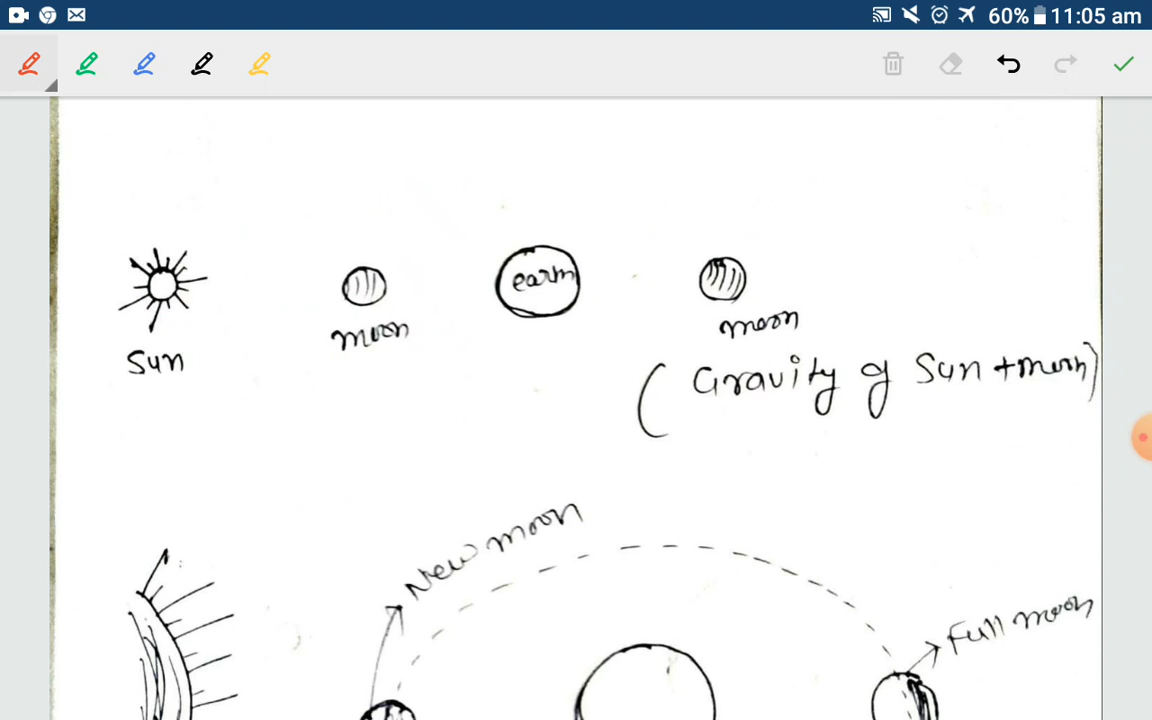 60% 11:05 am
earth
moon
moon
Sun
(Gravity of Sun + moon)
New moon
Full moon